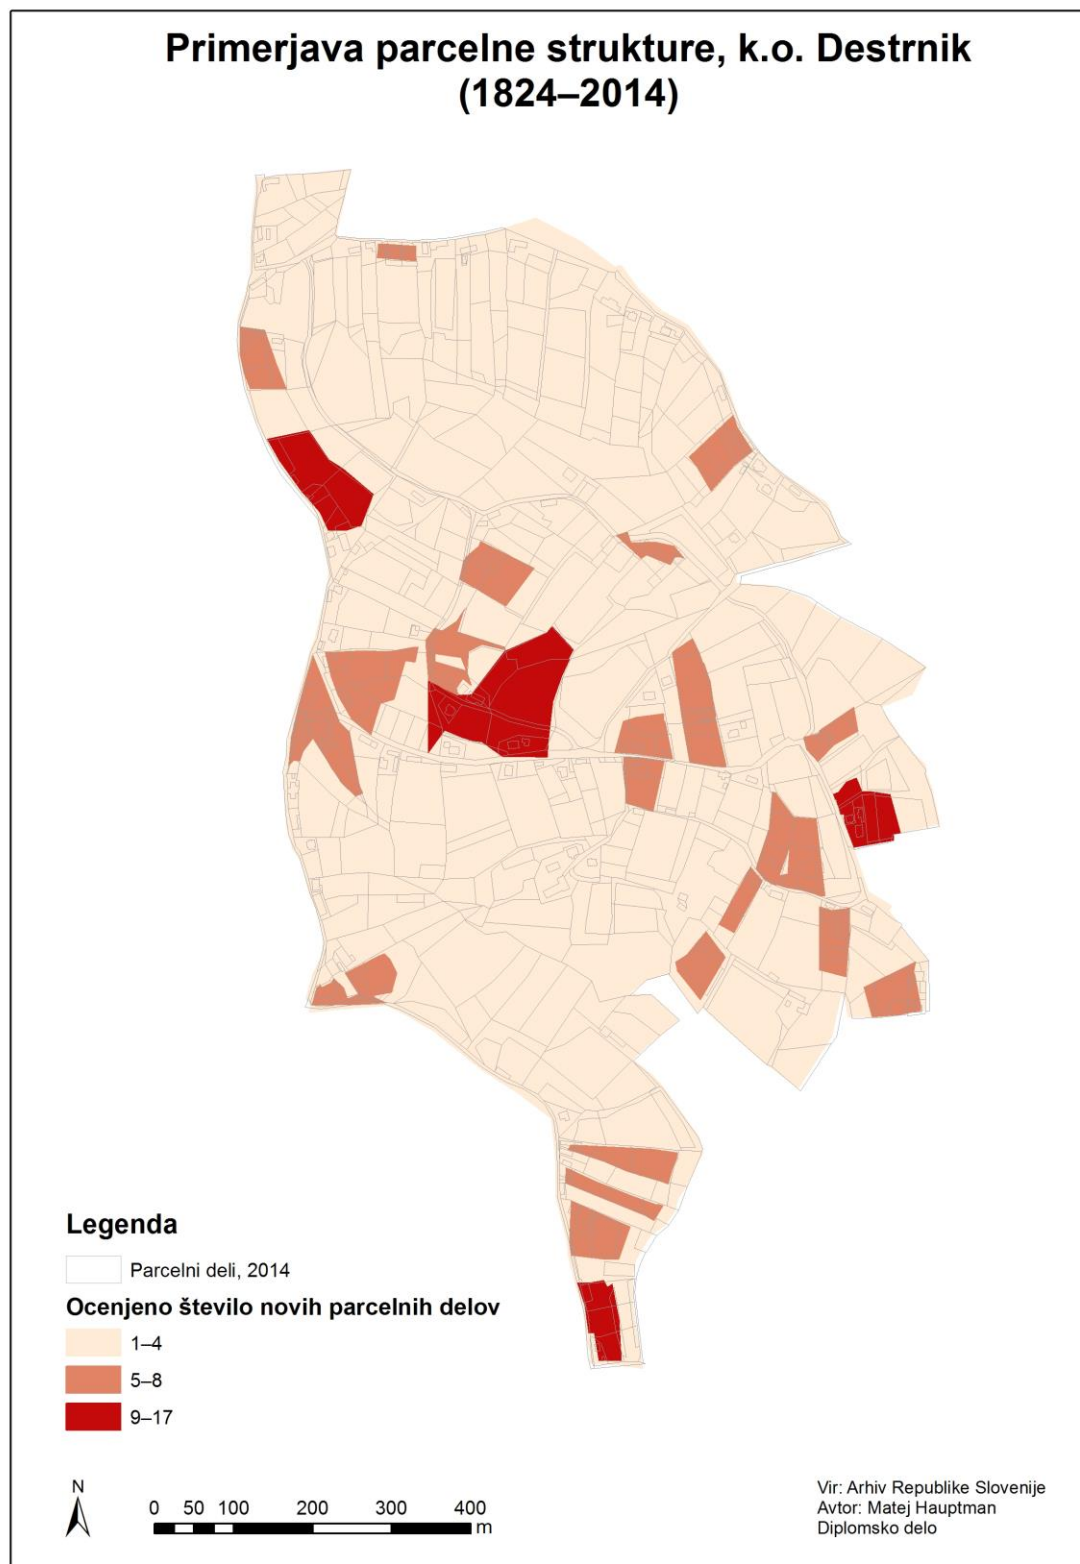 Primerjava parcelne strukture, k.o. Destrnik
(1824–2014)
Legenda
Parcelni deli, 2014
Ocenjeno število novih parcelnih delov
1–4
5–8
9–17
N
0 50 100 200 300 400
m
Vir: Arhiv Republike Slovenije
Avtor: Matej Hauptman
Diplomsko delo